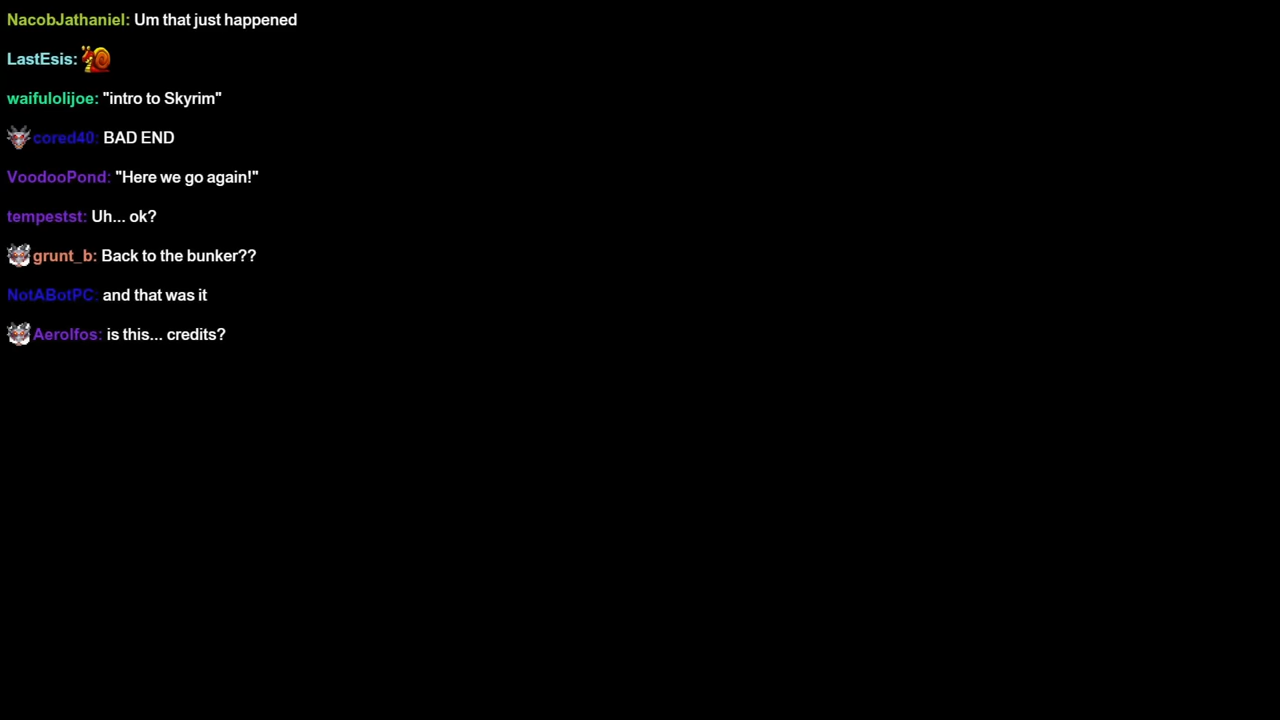 NacobJathaniel: Um that just happened
LastEsis:
waifulolijoe: "intro to Skyrim"
cored40: BAD END
VoodooPond: "Here we go again!"
tempestst: Uh... ok?
grunt_b: Back to the bunker??
NotABotPC: and that was it
Aerolfos: is this... credits?